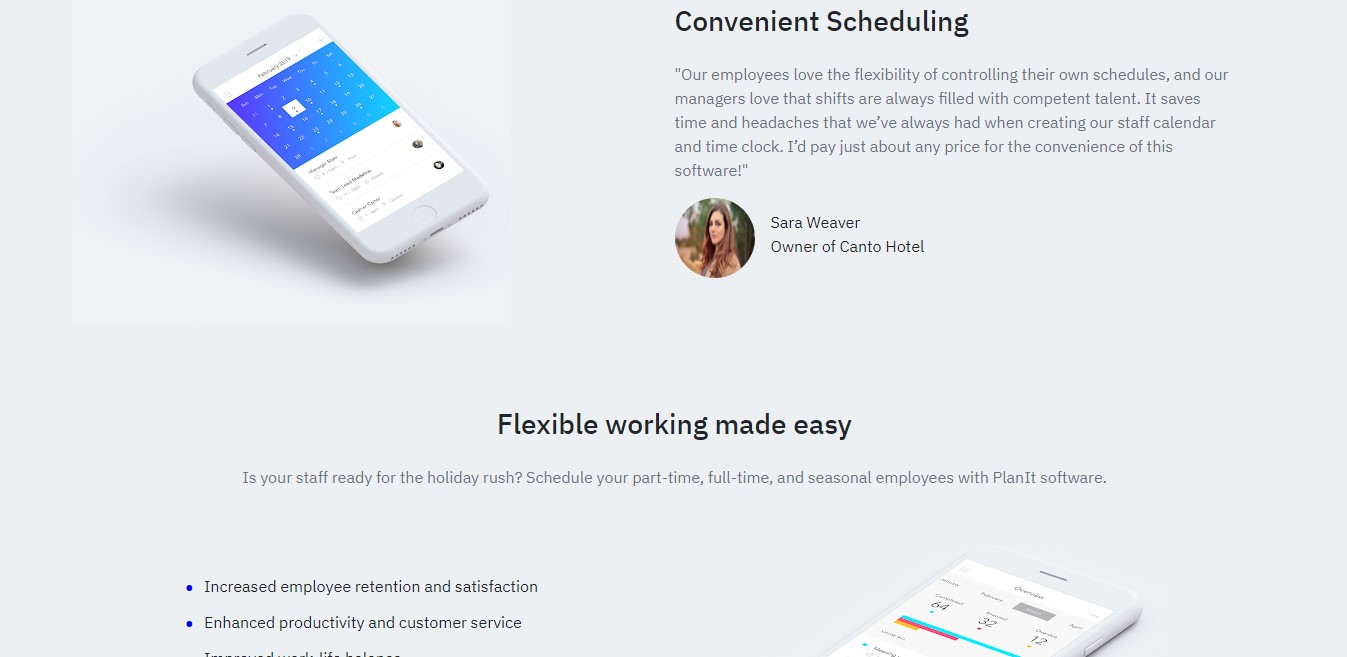 Convenient Scheduling
"Our employees love the flexibility of controlling their own schedules, and our
managers love that shifts are always filled with competent talent. It saves
time and headaches that we’ve always had when creating our staff calendar
and time clock. I’d pay just about any price for the convenience of this
software!"
Sara Weaver
Owner of Canto Hotel
February 2019
Manager Mark
Team Lead Madeline
Cashier Conor
Flexible working made easy
Is your staff ready for the holiday rush? Schedule your part-time, full-time, and seasonal employees with PlanIt software.
Increased employee retention and satisfaction
Enhanced productivity and customer service
Improved work-life balance
Overview
January
February
April
Completed
64
32
12